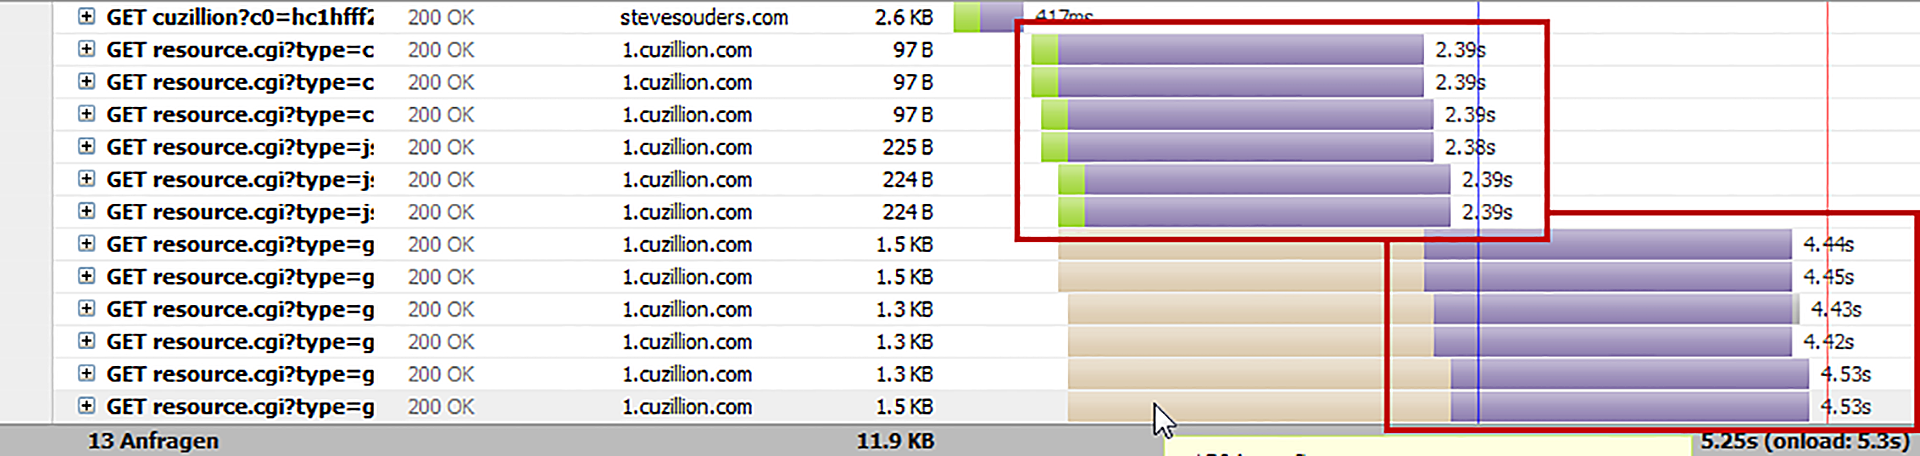 GET cuzillion?c0=hc1hfff2 200 OK stevesouders.com 2.6 KB 417ms
GET resource.cgi?type=c 200 OK 1.cuzillion.com 97 B 2.39s
GET resource.cgi?type=c 200 OK 1.cuzillion.com 97 B 2.39s
GET resource.cgi?type=c 200 OK 1.cuzillion.com 97 B 2.39s
GET resource.cgi?type=js 200 OK 1.cuzillion.com 225 B 2.38s
GET resource.cgi?type=js 200 OK 1.cuzillion.com 224 B 2.39s
GET resource.cgi?type=js 200 OK 1.cuzillion.com 224 B 2.39s
GET resource.cgi?type=g 200 OK 1.cuzillion.com 1.5 KB 4.44s
GET resource.cgi?type=g 200 OK 1.cuzillion.com 1.5 KB 4.45s
GET resource.cgi?type=g 200 OK 1.cuzillion.com 1.3 KB 4.43s
GET resource.cgi?type=g 200 OK 1.cuzillion.com 1.3 KB 4.42s
GET resource.cgi?type=g 200 OK 1.cuzillion.com 1.3 KB 4.53s
GET resource.cgi?type=g 200 OK 1.cuzillion.com 1.5 KB 4.53s
13 Anfragen 11.9 KB 5.25s (onload: 5.3s)